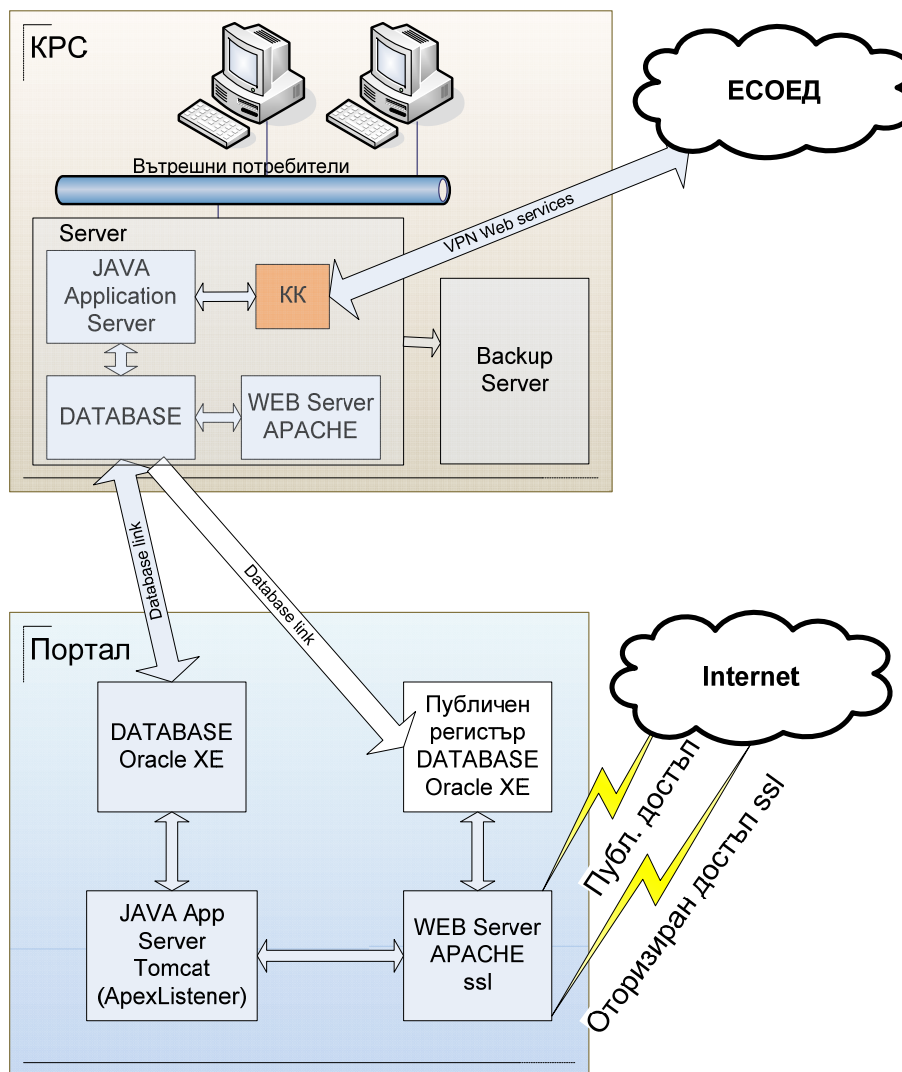 КРС
ЕСОЕД
Вътрешни потребители
VPN Web services
Server
JAVA
Application
Server
КК
Backup
Server
DATABASE
WEB Server
APACHE
Database link
Database link
Портал
Internet
DATABASE
Oracle XE
Публичен
регистър
DATABASE
Oracle XE
Публ. достъп
Оторизиран достъп ssl
JAVA App
Server
Tomcat
(ApexListener)
WEB Server
APACHE
ssl